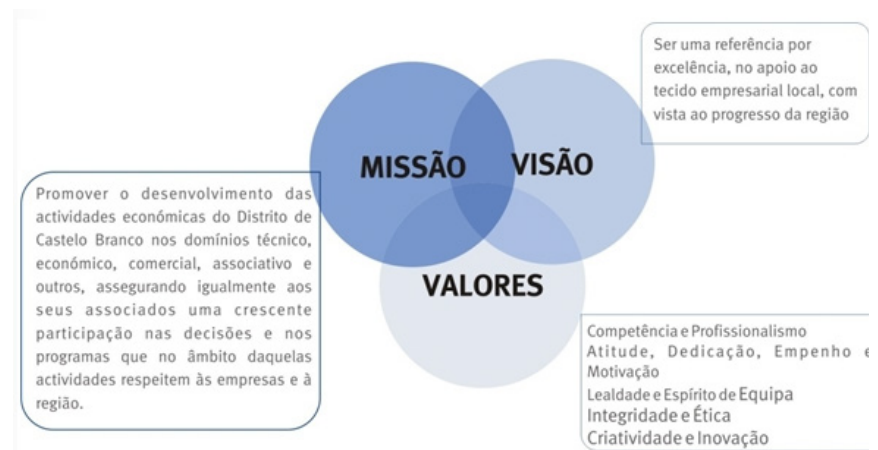 Ser uma referência por
excelência, no apoio ao
tecido empresarial local, com
vista ao progresso da região
MISSÃO
VISÃO
Promover o desenvolvimento das
actividades económicas do Distrito de
Castelo Branco nos domínios técnico,
económico, comercial, associativo e
outros, assegurando igualmente aos
seus associados uma crescente
participação nas decisões e nos
programas que no âmbito daquelas
actividades respeitem às empresas e à
região.
VALORES
Competência e Profissionalismo
Atitude, Dedicação, Empenho e
Motivação
Lealdade e Espírito de Equipa
Integridade e Ética
Criatividade e Inovação